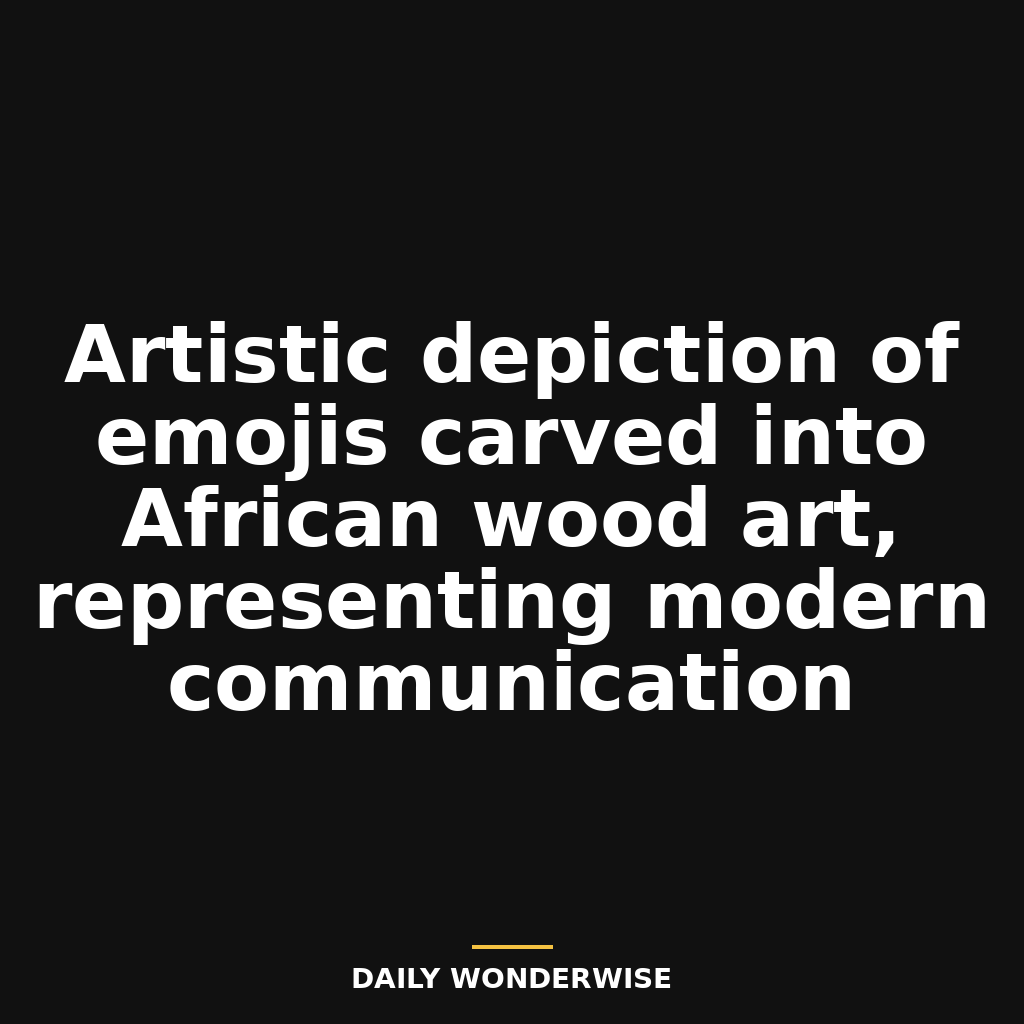 Artistic depiction of
emojis carved into
African wood art,
representing modern
communication
DAILY WONDERWISE